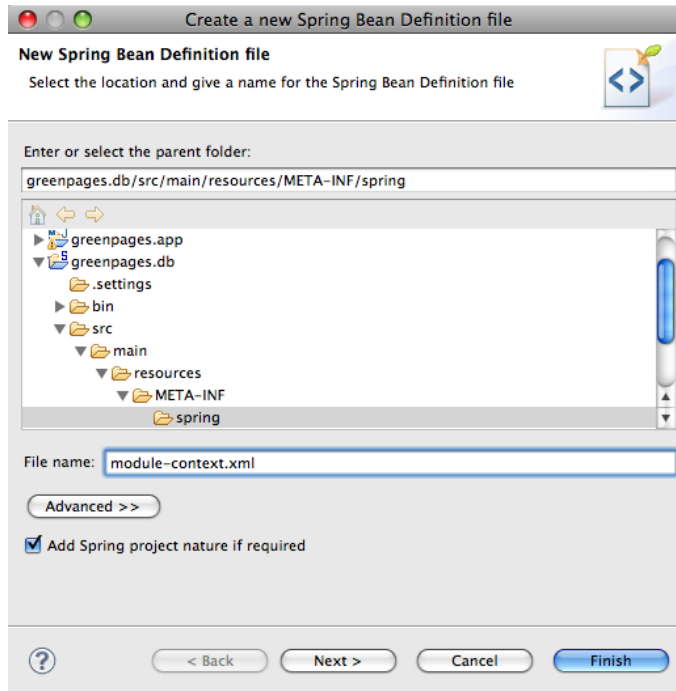 Create a new Spring Bean Definition file
New Spring Bean Definition file
Select the location and give a name for the Spring Bean Definition file
Enter or select the parent folder:
greenpages.db/src/main/resources/META-INF/spring
greenpages.app
greenpages.db
.settings
bin
src
main
resources
META-INF
spring
File name: module-context.xml
Advanced >>
Add Spring project nature if required
? < Back Next > Cancel Finish